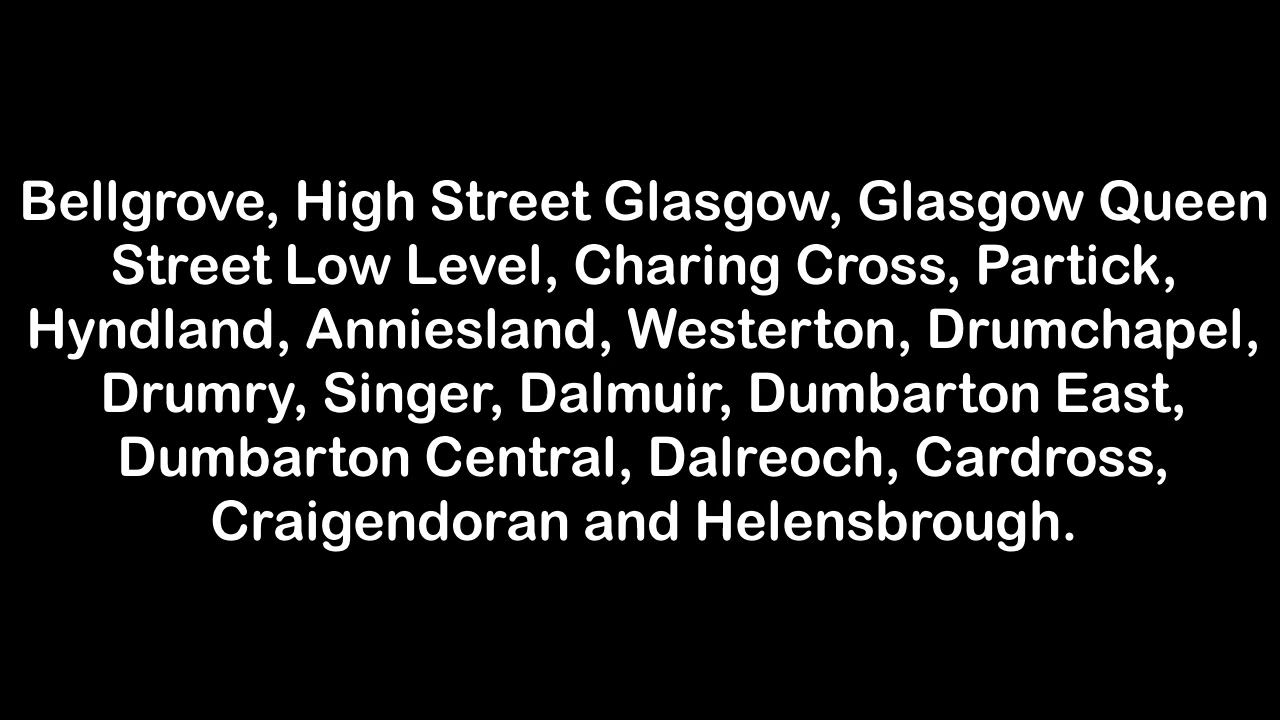 Bellgrove, High Street Glasgow, Glasgow Queen
Street Low Level, Charing Cross, Partick,
Hyndland, Anniesland, Westerton, Drumchapel,
Drumry, Singer, Dalmuir, Dumbarton East,
Dumbarton Central, Dalreoch, Cardross,
Craigendoran and Helensbrough.